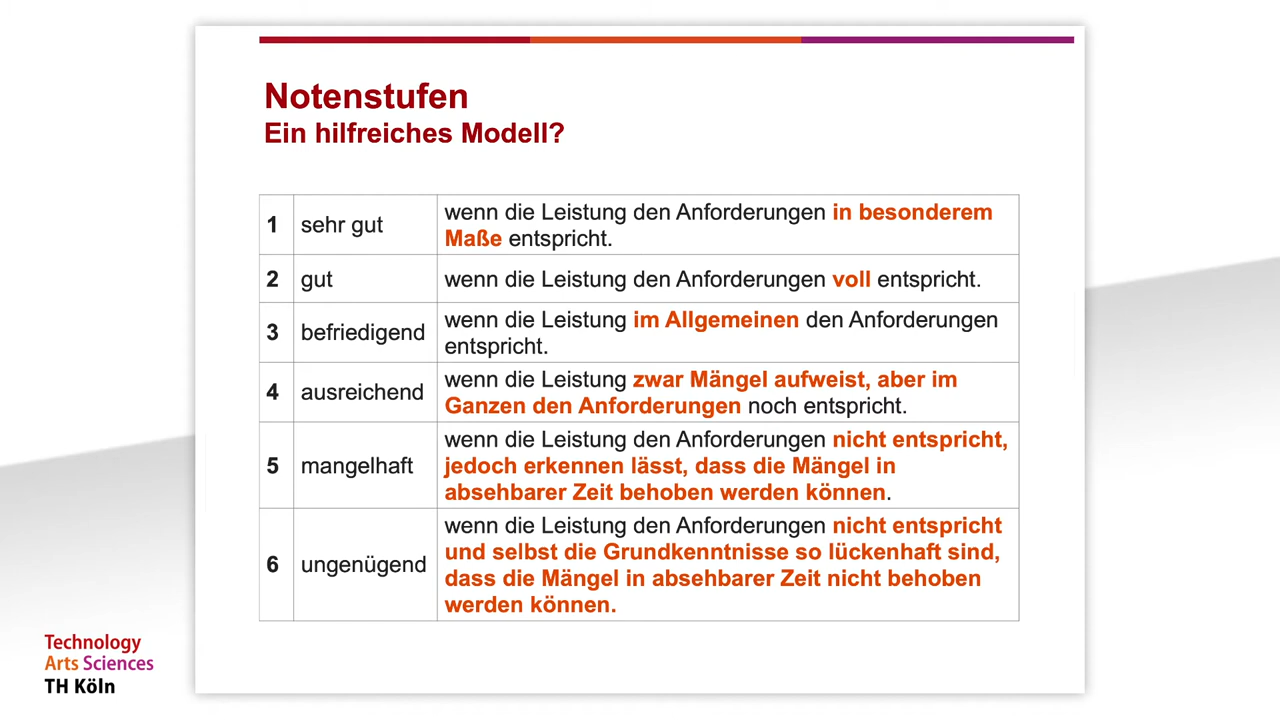 Notenstufen
Ein hilfreiches Modell?
1 sehr gut wenn die Leistung den Anforderungen in besonderem
Maße entspricht.
2 gut wenn die Leistung den Anforderungen voll entspricht.
3 befriedigend wenn die Leistung im Allgemeinen den Anforderungen
entspricht.
4 ausreichend wenn die Leistung zwar Mängel aufweist, aber im
Ganzen den Anforderungen noch entspricht.
5 mangelhaft wenn die Leistung den Anforderungen nicht entspricht,
jedoch erkennen lässt, dass die Mängel in
absehbarer Zeit behoben werden können.
6 ungenügend wenn die Leistung den Anforderungen nicht entspricht
und selbst die Grundkenntnisse so lückenhaft sind,
dass die Mängel in absehbarer Zeit nicht behoben
werden können.
Technology
Arts Sciences
TH Köln